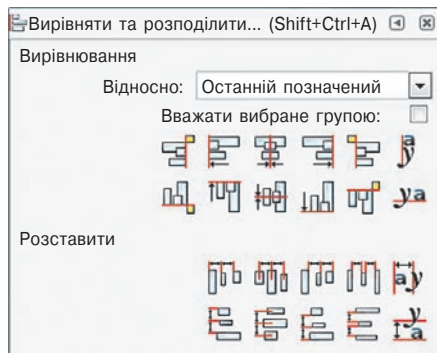 Вирівняти та розподілити... (Shift+Ctrl+A)
Вирівнювання
Відносно: Останній позначений
Вважати вибране групою:
Розставити